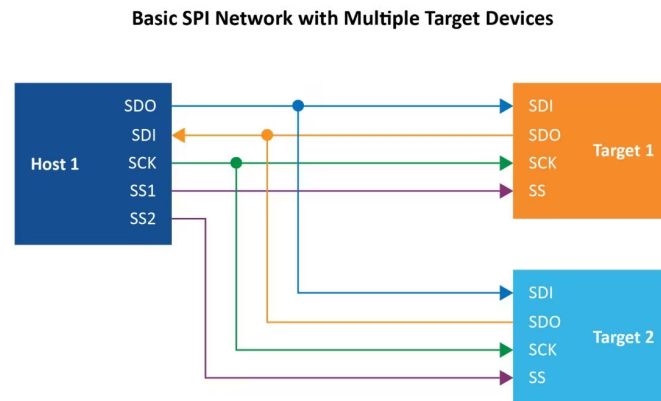 Basic SPI Network with Multiple Target Devices
Host 1
SDO
SDI
SCK
SS1
SS2
SDI
SDO
SCK
SS
Target 1
SDI
SDO
SCK
SS
Target 2